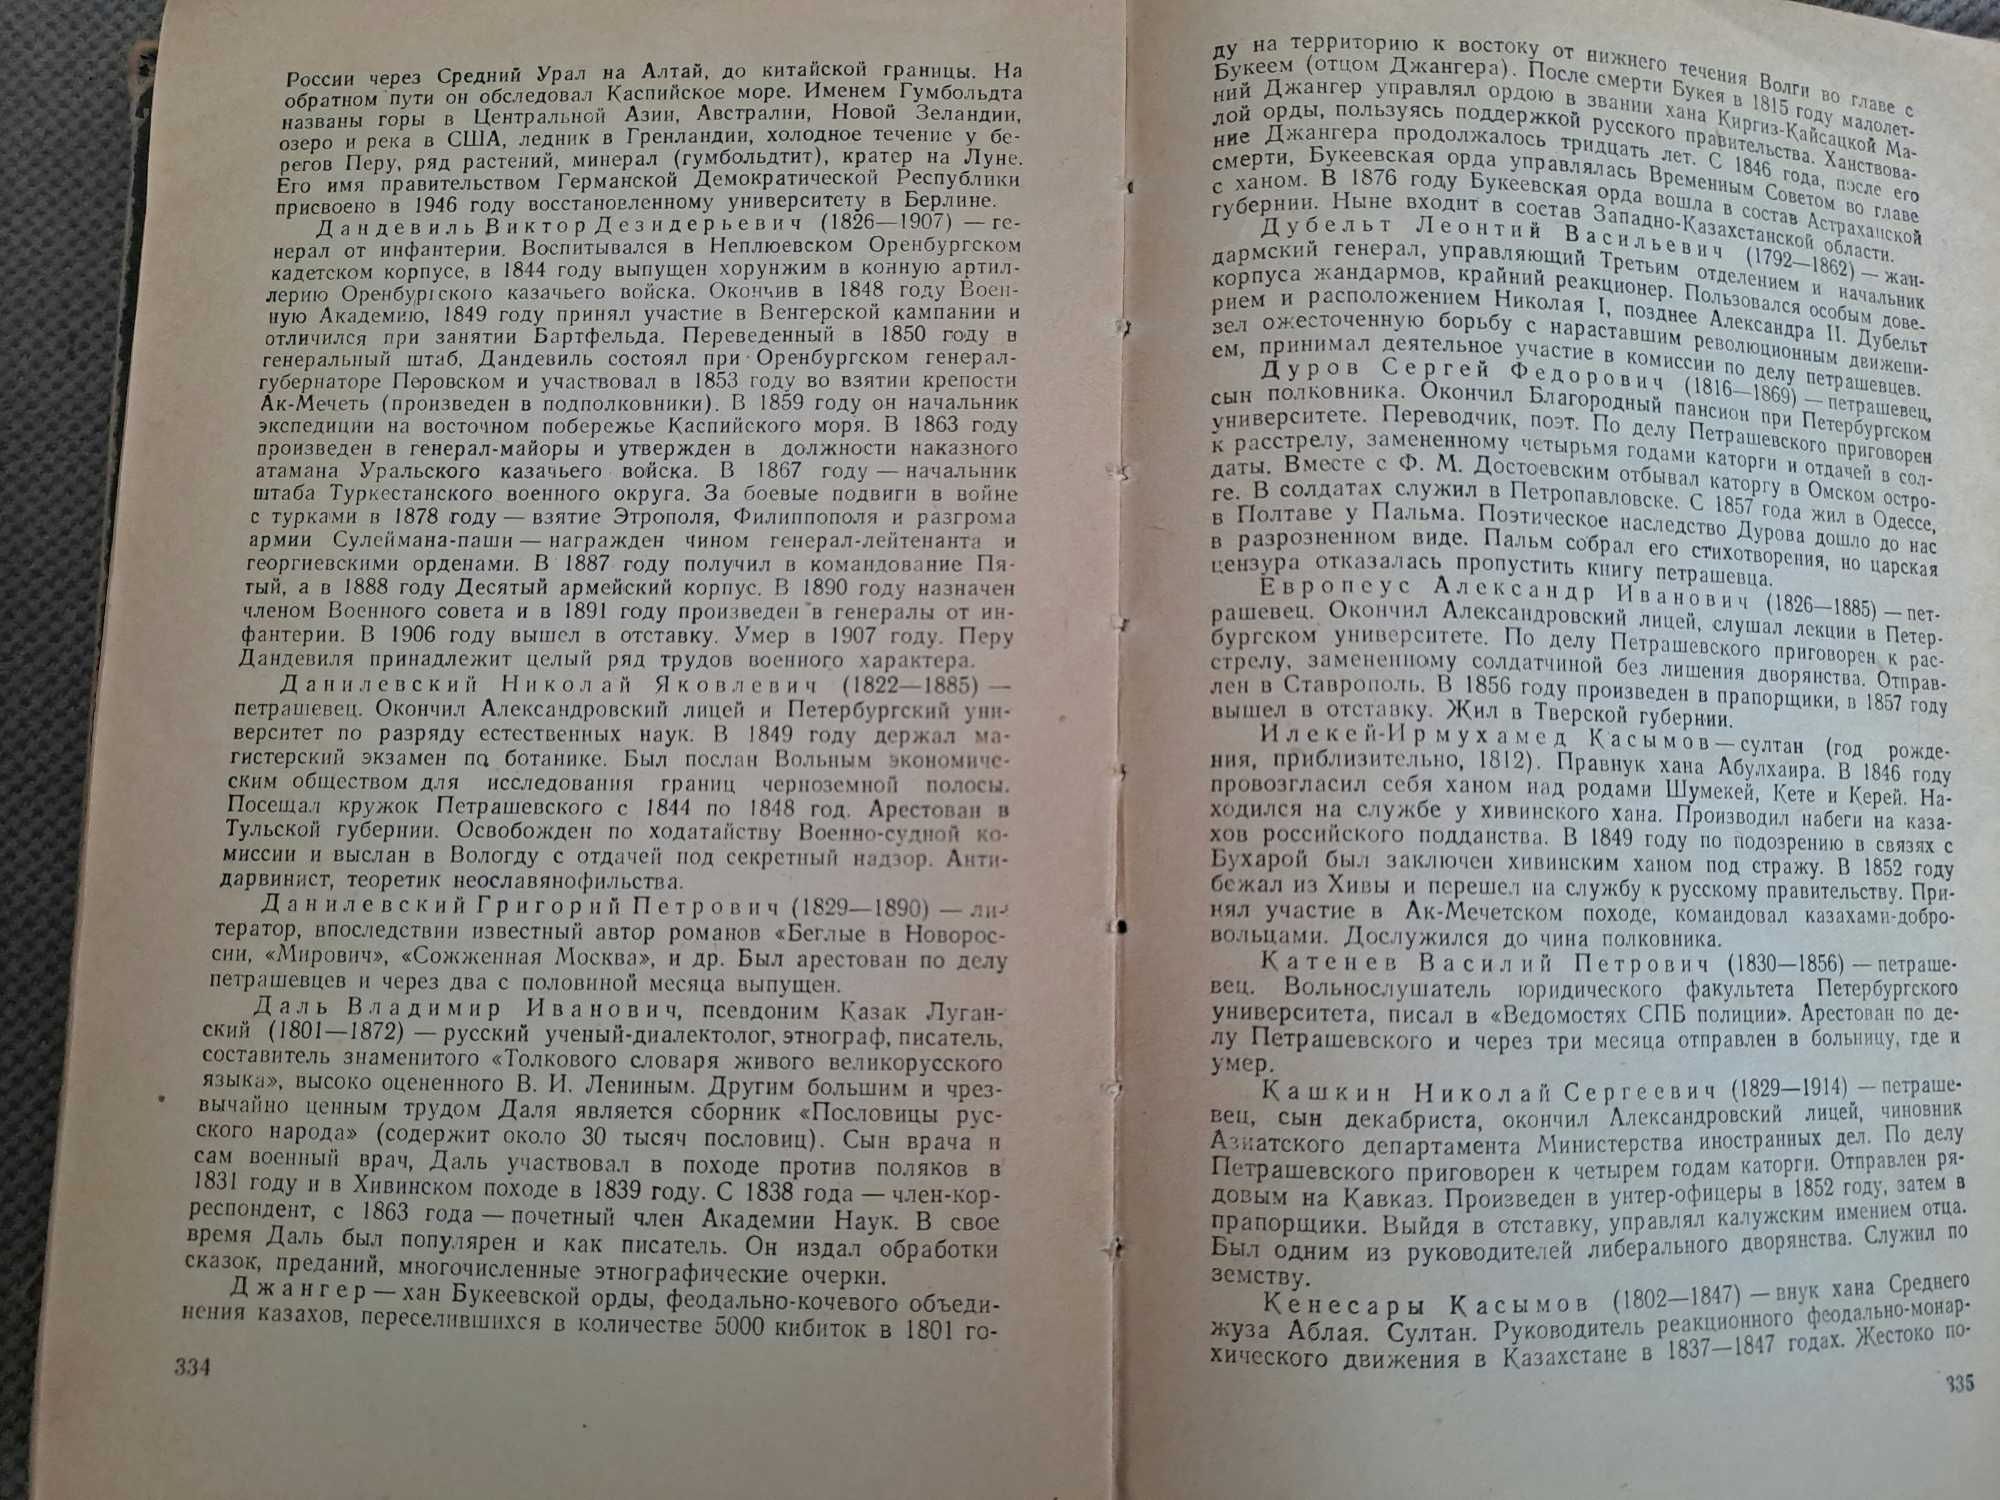 России через Средний Урал на Алтай, до китайской границы. На
обратном пути он обследовал Каспийское море. Именем Гумбольдта
названы горы в Центральной Азии, Австралии, Новой Зеландии,
озеро и река в США, ледник в Гренландии, холодное течение у бе-
регов Перу, ряд растений, минерал (гумбольдтит), кратер на Луне.
Его имя правительством Германской Демократической Республики
присвоено в 1946 году восстановленному университету в Берлине.
Дандевиль Виктор Дезидерьевич (1826—1907) — ге-
нерал от инфантерии. Воспитывался в Неплюевском Оренбургском
кадетском корпусе, в 1844 году выпущен хорунжим в конную артил-
лерию Оренбургского казачьего войска. Окончив в 1848 году Воен-
ную Академию, 1849 году принял участие в Венгерской кампании и
отличился при занятии Бартфельда. Переведенный в 1850 году в
генеральный штаб, Дандевиль состоял при Оренбургском генерал-
губернаторе Перовском и участвовал в 1853 году во взятии крепости
Ак-Мечеть (произведен в подполковники). В 1859 году он начальник
экспедиции на восточном побережье Каспийского моря. В 1863 году
произведен в генерал-майоры и утвержден в должности наказного
атамана Уральского казачьего войска. В 1867 году — начальник
штаба Туркестанского военного округа. За боевые подвиги в войне
с турками в 1878 году — взятие Этрополя, Филиппополя и разгрома
армии Сулеймана-паши — награжден чином генерал-лейтенанта и
георгиевскими орденами. В 1887 году получил в командование Пя-
тый, а в 1888 году Десятый армейский корпус. В 1890 году назначен
членом Военного совета и в 1891 году произведен в генералы от ин-
фантерии. В 1906 году вышел в отставку. Умер в 1907 году. Перу
Дандевиля принадлежит целый ряд трудов военного характера.
Данилевский Николай Яковлевич (1822—1885) —
петрашевец. Окончил Александровский лицей и Петербургский уни-
верситет по разряду естественных наук. В 1849 году держал ма-
гистерский экзамен по ботанике. Был послан Вольным экономиче-
ским обществом для исследования границ черноземной полосы.
Посещал кружок Петрашевского с 1844 по 1848 год. Арестован в
Тульской губернии. Освобожден по ходатайству Военно-судной ко-
миссии и выслан в Вологду с отдачей под секретный надзор. Анти-
дарвинист, теоретик неославянофильства.
Данилевский Григорий Петрович (1829—1890) — ли-
тератор, впоследствии известный автор романов «Беглые в Новорос-
сии, «Мирович», «Сожженная Москва», и др. Был арестован по делу
петрашевцев и через два с половиной месяца выпущен.
Даль Владимир Иванович, псевдоним Казак Луган-
ский (1801—1872) — русский ученый-диалектолог, этнограф, писатель,
составитель знаменитого «Толкового словаря живого великорусского
языка», высоко оцененного В. И. Лениным. Другим большим и чрез-
вычайно ценным трудом Даля является сборник «Пословицы рус-
ского народа» (содержит около 30 тысяч пословиц). Сын врача и
сам военный врач, Даль участвовал в походе против поляков в
1831 году и в Хивинском походе в 1839 году. С 1838 года — член-кор-
респондент, с 1863 года — почетный член Академии Наук. В свое
время Даль был популярен и как писатель. Он издал обработки
сказок, преданий, многочисленные этнографические очерки.
Джангер — хан Букеевской орды, феодально-кочевого объеди-
нения казахов, переселившихся в количестве 5000 кибиток в 1801 го-
334
ду на территорию к востоку от нижнего течения Волги во главе с
Букеем (отцом Джангера). После смерти Букея в 1815 году малолет-
ний Джангер управлял ордою в звании хана Киргиз-Кайсацкой Ма-
лой орды, пользуясь поддержкой русского правительства. Ханствова-
ние Джангера продолжалось тридцать лет. С 1846 года, после его
смерти, Букеевская орда управлялась Временным Советом во главе
с ханом. В 1876 году Букеевская орда вошла в состав Астраханской
губернии. Ныне входит в состав Западно-Казахстанской области.
Дубельт Леонтий Васильевич (1792—1862) — жан-
дармский генерал, управляющий Третьим отделением и начальник
корпуса жандармов, крайний реакционер. Пользовался особым дове-
рием и расположением Николая I, позднее Александра II. Дубельт
вел ожесточенную борьбу с нараставшим революционным движени-
ем, принимал деятельное участие в комиссии по делу петрашевцев.
Дуров Сергей Федорович (1816—1869) — петрашевец,
сын полковника. Окончил Благородный пансион при Петербургском
университете. Переводчик, поэт. По делу Петрашевского приговорен
к расстрелу, замененному четырьмя годами каторги и отдачей в сол-
даты. Вместе с Ф. М. Достоевским отбывал каторгу в Омском остро-
ге. В солдатах служил в Петропавловске. С 1857 года жил в Одессе,
в Полтаве у Пальма. Поэтическое наследство Дурова дошло до нас
в разрозненном виде. Пальм собрал его стихотворения, но царская
цензура отказалась пропустить книгу петрашевца.
Европеус Александр Иванович (1826—1885) — пет-
рашевец. Окончил Александровский лицей, слушал лекции в Петер-
бургском университете. По делу Петрашевского приговорен к рас-
стрелу, замененному солдатчиной без лишения дворянства. Отправ-
лен в Ставрополь. В 1856 году произведен в прапорщики, в 1857 году
вышел в отставку. Жил в Тверской губернии.
Илекей-Ирмухамед Касымов — султан (год рожде-
ния, приблизительно, 1812). Правнук хана Абулхаира. В 1846 году
провозгласил себя ханом над родами Шумекей, Кете и Керей. На-
ходился на службе у хивинского хана. Производил набеги на каза-
хов российского подданства. В 1849 году по подозрению в связях с
Бухарой был заключен хивинским ханом под стражу. В 1852 году
бежал из Хивы и перешел на службу к русскому правительству. При-
нял участие в Ак-Мечетском походе, командовал казахами-добро-
вольцами. Дослужился до чина полковника.
Катенев Василий Петрович (1830—1856) — петраше-
вец. Вольнослушатель юридического факультета Петербургского
университета, писал в «Ведомостях СПБ полиции». Арестован по де-
лу Петрашевского и через три месяца отправлен в больницу, где и
умер.
Кашкин Николай Сергеевич (1829—1914) — петраше-
вец, сын декабриста, окончил Александровский лицей, чиновник
Азиатского департамента Министерства иностранных дел. По делу
Петрашевского приговорен к четырем годам каторги. Отправлен ря-
довым на Кавказ. Произведен в унтер-офицеры в 1852 году, затем в
прапорщики. Выйдя в отставку, управлял калужским имением отца.
Был одним из руководителей либерального дворянства. Служил по
земству.
Кенесары Касымов (1802—1847) — внук хана Среднего
жуза Аблая. Султан. Руководитель реакционного феодально-монар-
хического движения в Казахстане в 1837—1847 годах. Жестоко по-
335